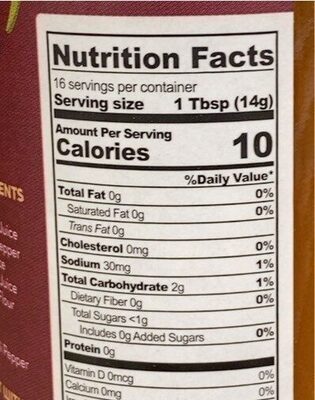 Nutrition Facts
16 servings per container
Serving size 1 Tbsp (14g)
Amount Per Serving
Calories 10
%Daily Value*
Total Fat 0g 0%
Saturated Fat 0g 0%
Trans Fat 0g
Cholesterol 0mg 0%
Sodium 30mg 1%
Total Carbohydrate 2g 1%
Dietary Fiber 0g 0%
Total Sugars <1g
Includes 0g Added Sugars 0%
Protein 0g
Vitamin D 0mcg 0%
Calcium 0mg 0%
Pepper